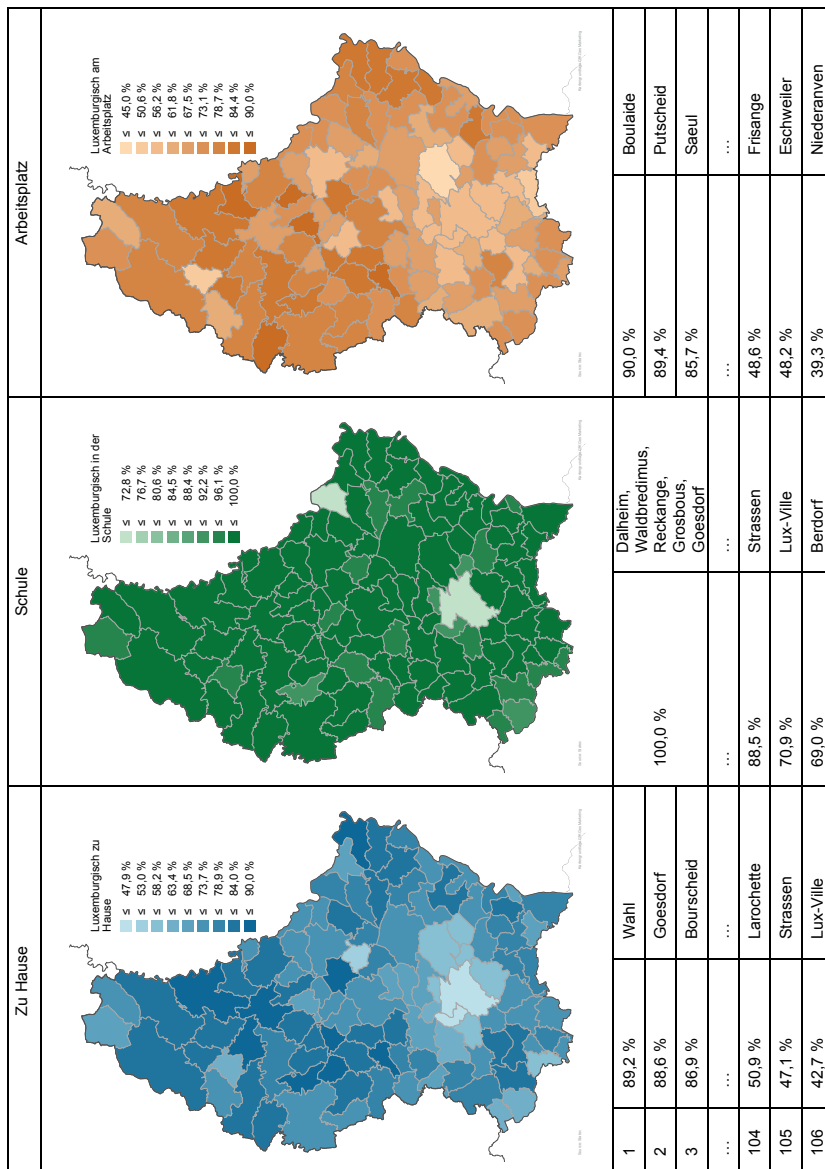 Zu Hause
Schule
Arbeitsplatz
Luxemburgisch zu
Hause
≤ 47,9 %
≤ 53,0 %
≤ 58,2 %
≤ 63,4 %
≤ 68,5 %
≤ 73,7 %
≤ 78,9 %
≤ 84,0 %
≤ 90,0 %
Luxemburgisch in der
Schule
≤ 72,8 %
≤ 76,7 %
≤ 80,6 %
≤ 84,5 %
≤ 88,4 %
≤ 92,2 %
≤ 96,1 %
≤ 100,0 %
Luxemburgisch am
Arbeitsplatz
≤ 45,0 %
≤ 50,6 %
≤ 56,2 %
≤ 61,8 %
≤ 67,5 %
≤ 73,1 %
≤ 78,7 %
≤ 84,4 %
≤ 90,0 %
1
89,2 %
Wahl
100,0 %
Dalheim,
Waldbredimus,
Reckange,
Grosbous,
Goesdorf
90,0 %
Boulaide
2
88,6 %
Goesdorf
89,4 %
Putscheid
3
86,9 %
Bourscheid
85,7 %
Saeul
…
…
…
…
…
…
…
104
50,9 %
Larochette
88,5 %
Strassen
48,6 %
Frisange
105
47,1 %
Strassen
70,9 %
Lux-Ville
48,2 %
Eschweiler
106
42,7 %
Lux-Ville
69,0 %
Berdorf
39,3 %
Niederanven